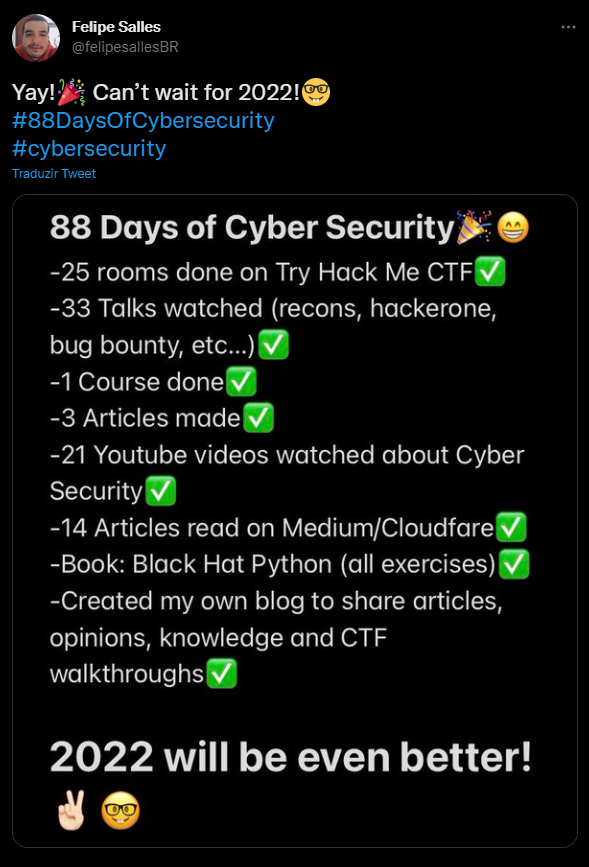 Felipe Salles
@felipesallesBR
Yay!🎉 Can’t wait for 2022!🤓
#88DaysOfCybersecurity
#cybersecurity
Traduzir Tweet
88 Days of Cyber Security🎉😁
-25 rooms done on Try Hack Me CTF✅
-33 Talks watched (recons, hackerone,
bug bounty, etc...)✅
-1 Course done✅
-3 Articles made✅
-21 Youtube videos watched about Cyber
Security✅
-14 Articles read on Medium/Cloudfare✅
-Book: Black Hat Python (all exercises)✅
-Created my own blog to share articles,
opinions, knowledge and CTF
walkthroughs✅
2022 will be even better!
✌🏻🤓